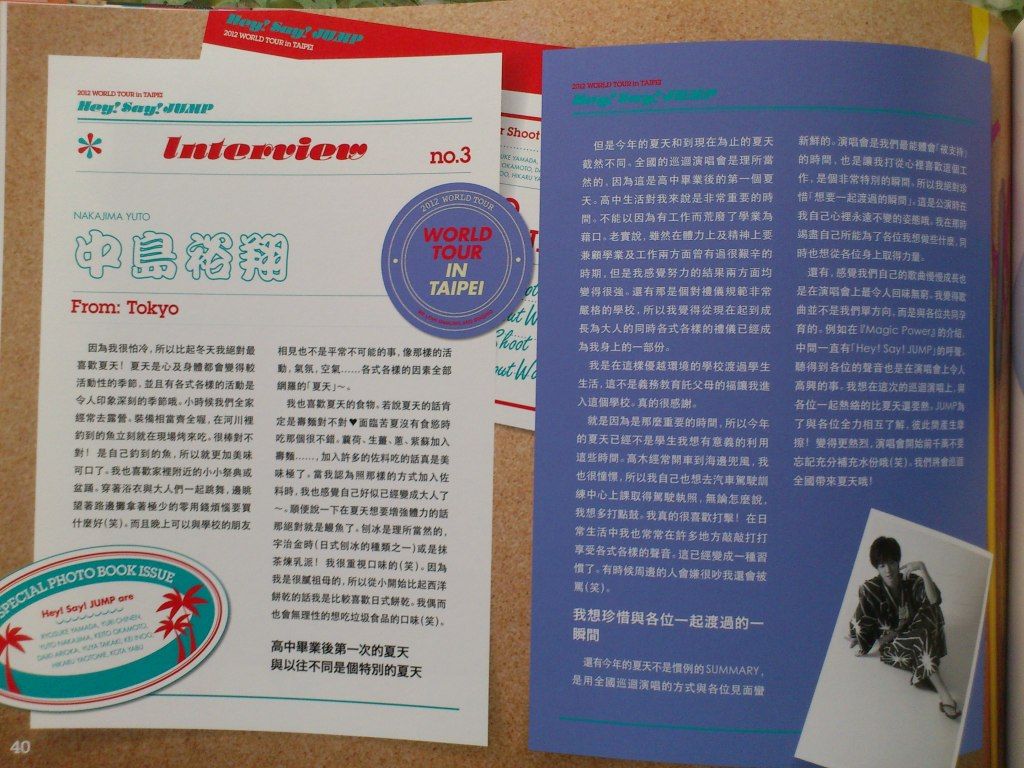 Hey! Say! JUMP
2012 WORLD TOUR in TAIPEI
2012 WORLD TOUR in TAIPEI
Hey! Say! JUMP
Interview
no.3
NAKAJIMA YUTO
中島裕翔
From: Tokyo
2012 WORLD TOUR
WORLD
TOUR
IN
TAIPEI
因為我很怕冷，所以比起冬天我絕對最
喜歡夏天！夏天是心及身體都會變得較
活動性的季節，並且有各式各樣的活動是
令人印象深刻的季節哦。小時候我們全家
經常去露營。裝備相當齊全喔，在河川裡
釣到的魚立刻就在現場烤來吃。很棒對不
對！是自己釣到的魚，所以就更加美味
可口了。我也喜歡家裡附近的小小祭典或
盆踊。穿著浴衣與大人們一起跳舞，邊眺
望著路邊攤拿著極少的零用錢煩惱要買
什麼好(笑)。而且晚上可以與學校的朋友
相見也不是平常不可能的事，像那樣的活
動，氣氛，空氣……各式各樣的因素全部
網羅的「夏天」～。
我也喜歡夏天的食物。若說夏天的話肯
定是壽麵對不對♥面臨苦夏沒有食慾時
吃那個很不錯。蘘荷、生薑、蔥、紫蘇加入
壽麵……，加入許多的佐料吃的話真是美
味極了。當我認為照那樣的方式加入佐
料時，我也感覺自己好似已經變成大人了
～。順便說一下在夏天想要增強體力的話
那絕對就是鰻魚了。刨冰是理所當然的，
宇治金時(日式刨冰的種類之一)或是抹
茶煉乳派！我很重視口味的(笑)。因為
我是很膩祖母的，所以從小開始比起西洋
餅乾的話我是比較喜歡日式餅乾。我偶而
也會無理性的想吃垃圾食品的口味(笑)。
高中畢業後第一次的夏天
與以往不同是個特別的夏天
SPECIAL PHOTO BOOK ISSUE
Hey! Say! JUMP are
RYOSUKE YAMADA, YURI CHINEN,
YUTO NAKAJIMA, KEITO OKAMOTO,
DAIKI ARIOKA, YUYA TAKAKI, KEI INOO,
HIKARU YAOTOME, KOTA YABU
40
r Shoot
2012 WORLD TOUR in TAIPEI
Hey! Say! JUMP
但是今年的夏天和到現在為止的夏天
截然不同。全國的巡迴演唱會是理所當
然的，因為這是高中畢業後的第一個夏
天。高中生活對我來說是非常重要的時
間。不能以因為有工作而荒廢了學業為
藉口。老實說，雖然在體力上及精神上要
兼顧學業及工作兩方面曾有過很艱辛的
時期，但是我感覺努力的結果兩方面均
變得很強。還有那是個對禮儀規範非常
嚴格的學校，所以我覺得從現在起到成
長為大人的同時各式各樣的禮儀已經成
為我身上的一部份。
我是在這樣優越環境的學校渡過學生
生活，這不是義務教育託父母的福讓我進
入這個學校。真的很感謝。
就是因為是那麼重要的時間，所以今年
的夏天已經不是學生我想有意義的利用
這些時間。高木經常開車到海邊兜風，我
也很憧憬，所以我自己也想去汽車駕駛訓
練中心上課取得駕駛執照，無論怎麼說，
我想多打點鼓。我真的很喜歡打擊！在日
常生活中我也常常在許多地方敲敲打打
享受各式各樣的聲音。這已經變成一種習
慣了。有時候周邊的人會嫌很吵我還會被
罵(笑)。
我想珍惜與各位一起渡過的一
瞬間
還有今年的夏天不是慣例的SUMMARY，
是用全國巡迴演唱的方式與各位見面蠻
新鮮的。演唱會是我們最能體會「被支持」
的時間，也是讓我打從心裡喜歡這個工
作，是個非常特別的瞬間。所以我絕對珍
惜「想要一起渡過的瞬間」。這是公演時在
我自己心裡永遠不變的姿態哦。我在那時
竭盡自己所能為了各位我想做些什麼，同
時也想從各位身上取得力量。
還有，感覺我們自己的歌曲慢慢成長也
是在演唱會上最令人回味無窮。我覺得歌
曲並不是我們單方向，而是與各位共同孕
育的。例如在『Magic Power』的介紹，
中間一直有「Hey! Say! JUMP」的呼聲，
聽得到各位的聲音也是在演唱會上令人
高興的事。我想在這次的巡迴演唱上，與
各位一起熱絡的比夏天還要熱。JUMP為
了與各位全力相互了解，彼此間產生摩
擦！變得更熱烈，演唱會開始前千萬不要
忘記充分補充水份哦(笑)。我們將會巡迴
全國帶來夏天哦！